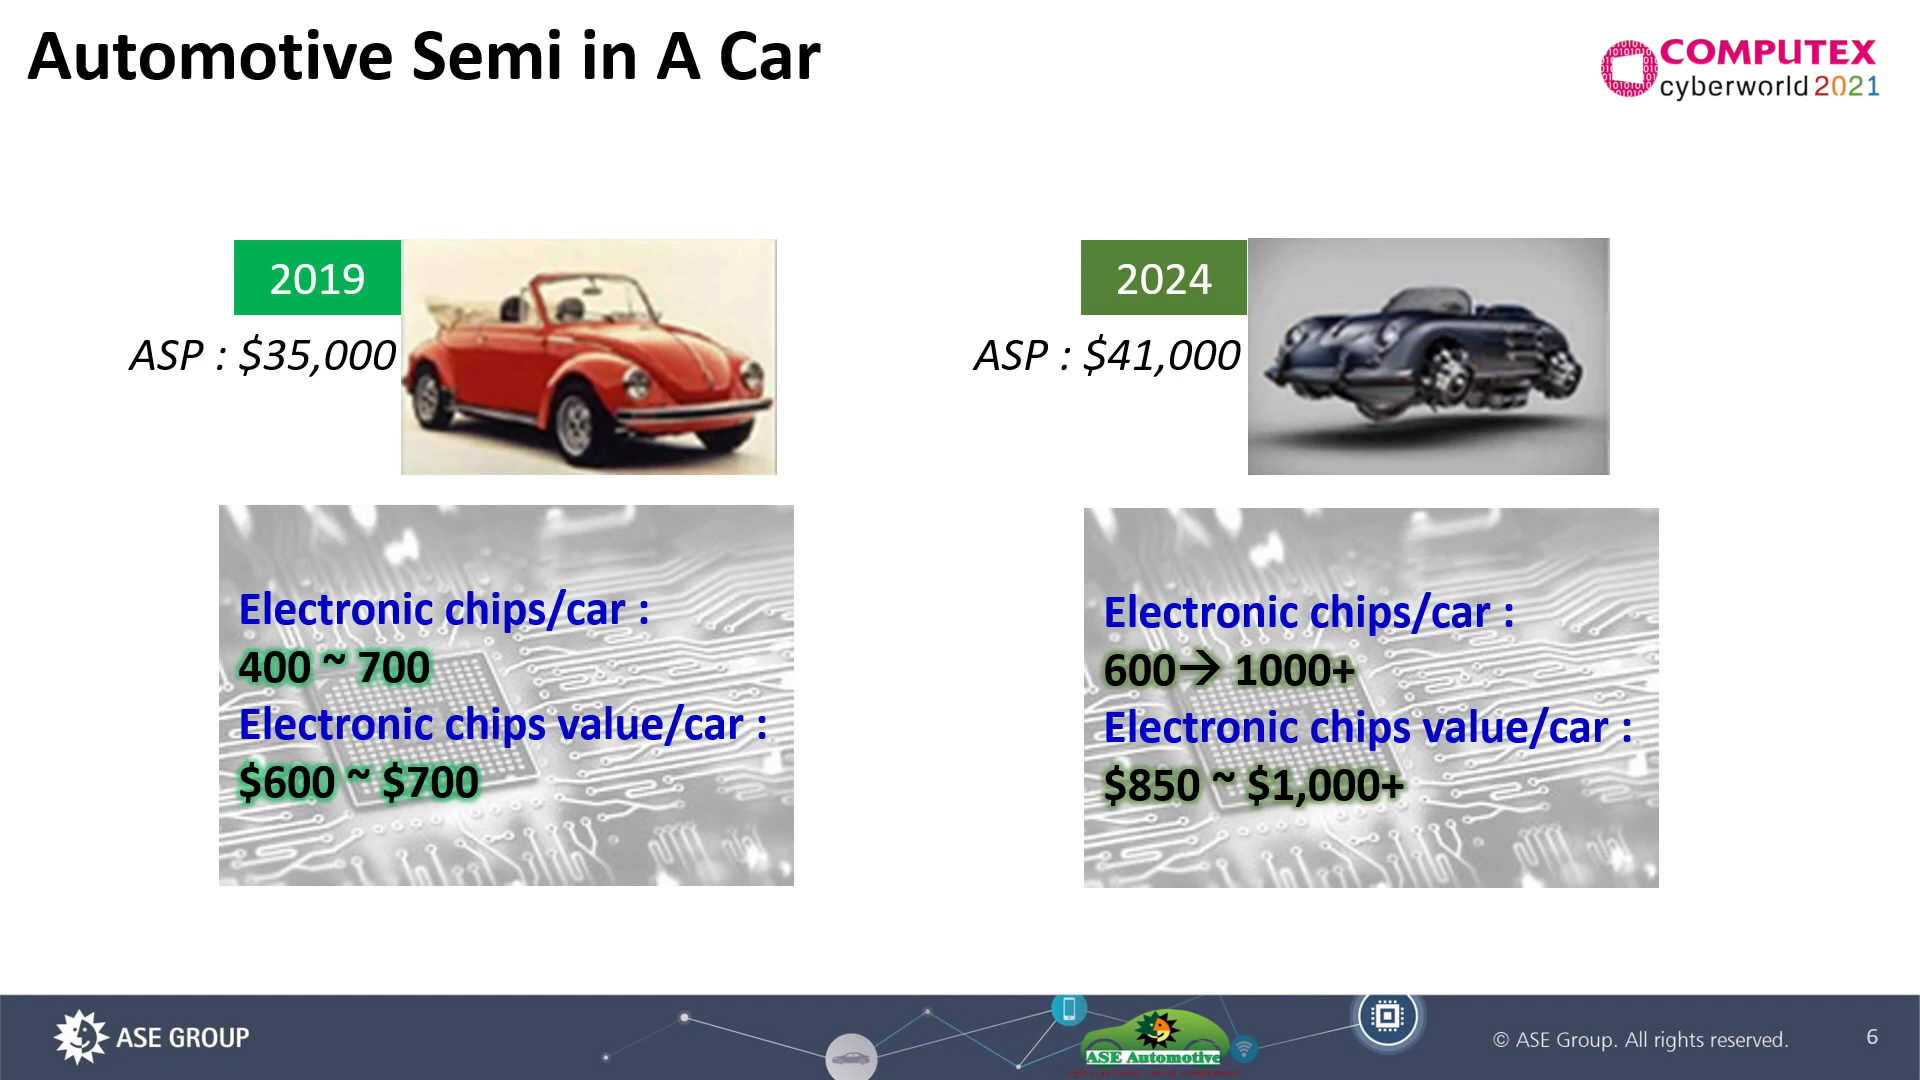 Automotive Semi in A Car
COMPUTEX
cyberworld 2021
2019
ASP : $35,000
2024
ASP : $41,000
Electronic chips/car :
400 ~ 700
Electronic chips value/car :
$600 ~ $700
Electronic chips/car :
600→ 1000+
Electronic chips value/car :
$850 ~ $1,000+
ASE GROUP
ASE Automotive
© ASE Group. All rights reserved.
6